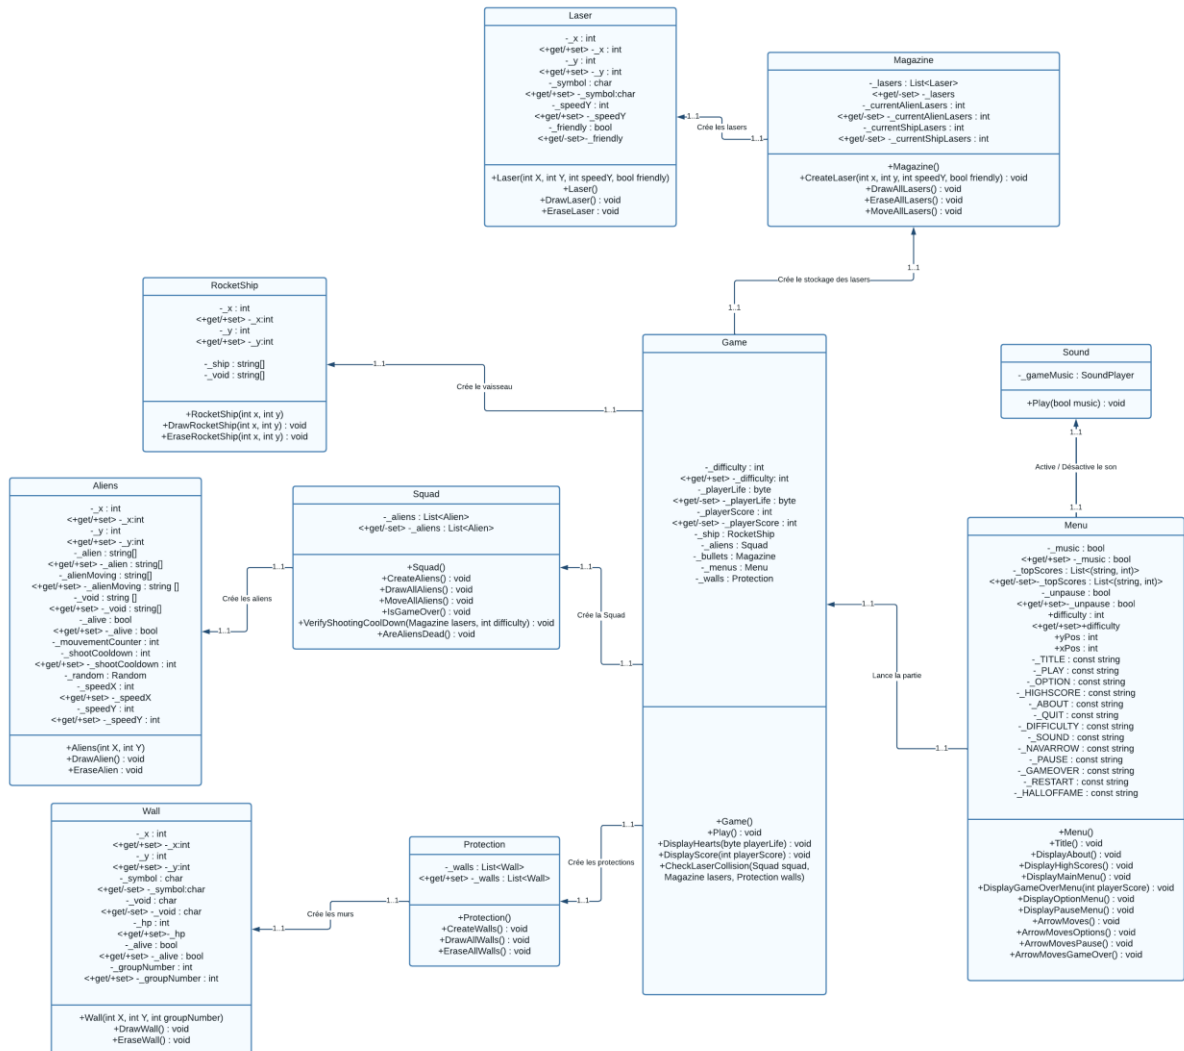 Laser
-_x : int
<+get/+set> -_x : int
-_y : int
<+get/+set> -_y : int
-_symbol : char
<+get/+set> -_symbol:char
-_speedY : int
<+get/+set> -_speedY
-_friendly : bool
<+get/-set>-_friendly
+Laser(int X, int Y, int speedY, bool friendly)
+Laser()
+DrawLaser() : void
+EraseLaser : void
Magazine
-_lasers : List<Laser>
<+get/-set> -_lasers
-_currentAlienLasers : int
<+get/-set> -_currentAlienLasers : int
-_currentShipLasers : int
<+get/-set> -_currentShipLasers : int
+Magazine()
+CreateLaser(int x, int y, int speedY, bool friendly) : void
+DrawAllLasers() : void
+EraseAllLasers() : void
+MoveAllLasers() : void
1..1
Crée les lasers
1..1
1..1
Crée le stockage des lasers
1..1
RocketShip
-_x : int
<+get/+set> -_x:int
-_y : int
<+get/+set> -_y:int
-_ship : string[]
-_void : string[]
+RocketShip(int x, int y)
+DrawRocketShip(int x, int y) : void
+EraseRocketShip(int x, int y) : void
1..1
Crée le vaisseau
1..1
Game
-_difficulty : int
<+get/+set> -_difficulty: int
-_playerLife : byte
<+get/-set> -_playerLife : byte
-_playerScore : int
<+get/-set> -_playerScore : int
-_ship : RocketShip
-_aliens : Squad
-_bullets : Magazine
-_menus : Menu
-_walls : Protection
+Game()
+Play() : void
+DisplayHearts(byte playerLife) : void
+DisplayScore(int playerScore) : void
+CheckLaserCollision(Squad squad,
Magazine lasers, Protection walls)
Sound
-_gameMusic : SoundPlayer
+Play(bool music) : void
1..1
Active / Désactive le son
1..1
Aliens
-_x : int
<+get/+set> -_x:int
-_y : int
<+get/+set> -_y:int
-_alien : string[]
<+get/+set> -_alien : string[]
-_alienMoving : string[]
<+get/+set> -_alienMoving : string []
-_void : string []
<+get/+set> -_void : string[]
-_alive : bool
<+get/+set> -_alive : bool
-_mouvementCounter : int
-_shootCooldown : int
<+get/+set> -_shootCooldown : int
-_random : Random
-_speedX : int
<+get/+set> -_speedX
-_speedY : int
<+get/+set> -_speedY : int
+Aliens(int X, int Y)
+DrawAlien() : void
+EraseAlien : void
1..1
Crée les aliens
1..1
Squad
-_aliens : List<Alien>
<+get/-set> -_aliens : List<Alien>
+Squad()
+CreateAliens() : void
+DrawAllAliens() : void
+MoveAllAliens() : void
+IsGameOver() : void
+VerifyShootingCoolDown(Magazine lasers, int difficulty) : void
+AreAliensDead() : void
1..1
Crée la Squad
1..1
1..1
Lance la partie
1..1
Menu
-_music : bool
<+get/+set> -_music : bool
-_topScores : List<(string, int)>
<+get/-set>-_topScores : List<(string, int)>
-_unpause : bool
<+get/+set>-_unpause : bool
+difficulty : int
<+get/+set>+difficulty
+yPos : int
+xPos : int
-_TITLE : const string
-_PLAY : const string
-_OPTION : const string
-_HIGHSCORE : const string
-_ABOUT : const string
-_QUIT : const string
-_DIFFICULTY : const string
-_SOUND : const string
-_NAVARROW : const string
-_PAUSE : const string
-_GAMEOVER : const string
-_RESTART : const string
-_HALLOFFAME : const string
+Menu()
+Title() : void
+DisplayAbout() : void
+DisplayHighScores() : void
+DisplayMainMenu() : void
+DisplayGameOverMenu(int playerScore) : void
+DisplayOptionMenu() : void
+DisplayPauseMenu() : void
+ArrowMoves() : void
+ArrowMovesOptions() : void
+ArrowMovesPause() : void
+ArrowMovesGameOver() : void
Wall
-_x : int
<+get/+set> -_x:int
-_y : int
<+get/+set> -_y:int
-_symbol : char
<+get/-set> -_symbol:char
-_void : char
<+get/-set> -_void : char
-_hp : int
<+get/+set>-_hp
-_alive : bool
<+get/+set> -_alive : bool
-_groupNumber : int
<+get/+set> -_groupNumber : int
+Wall(int X, int Y, int groupNumber)
+DrawWall() : void
+EraseWall() : void
1..1
Crée les murs
1..1
Protection
-_walls : List<Wall>
<+get/+set> -_walls : List<Wall>
+Protection()
+CreateWalls() : void
+DrawAllWalls() : void
+EraseAllWalls() : void
1..1
Crée les protections
1..1